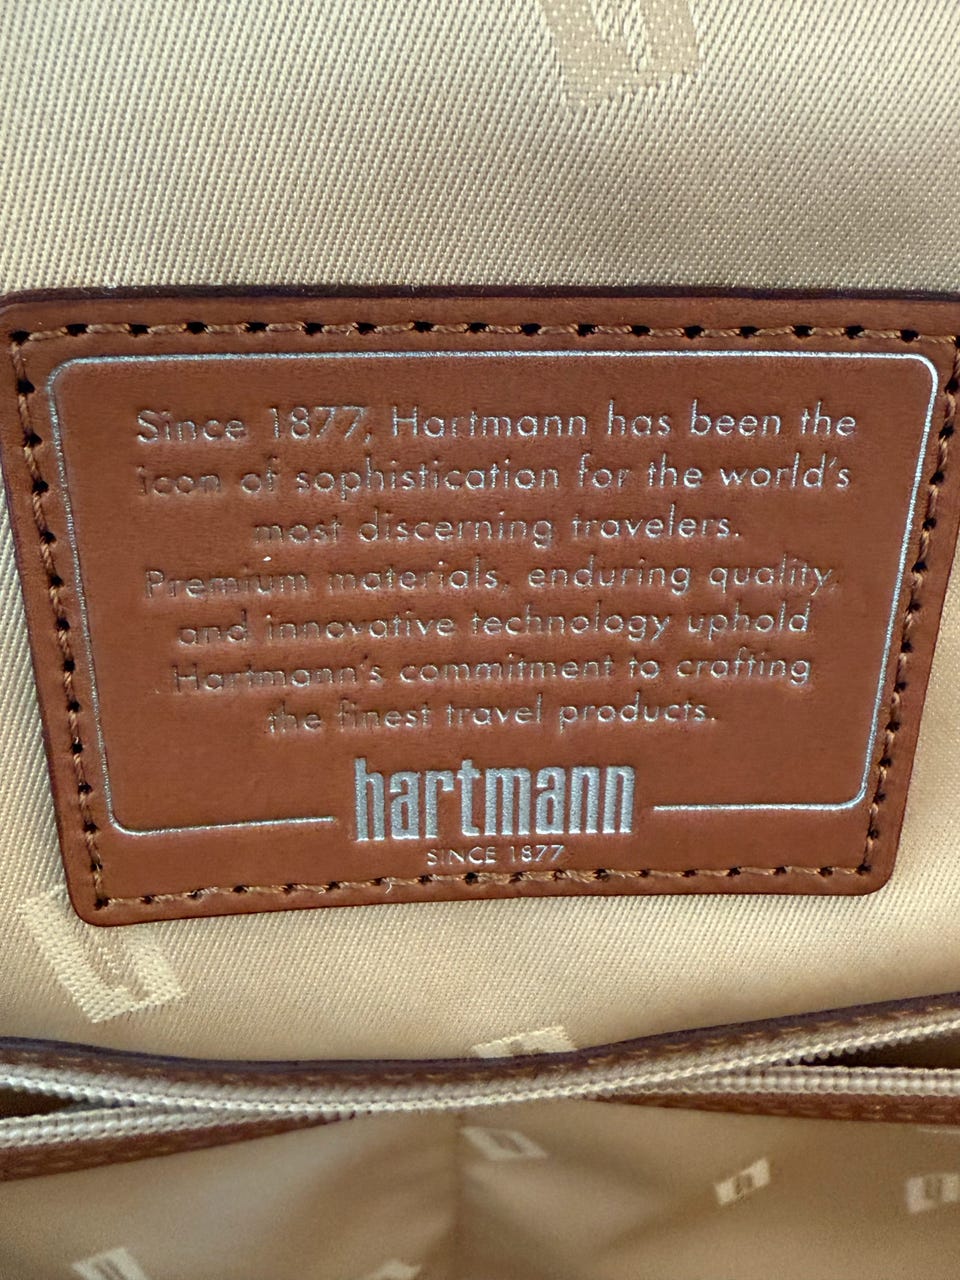 Since 1877, Hartmann has been the
icon of sophistication for the world's
most discerning travelers.
Premium materials, enduring quality,
and innovative technology uphold
Hartmann's commitment to crafting
the finest travel products.
hartmann
SINCE 1877